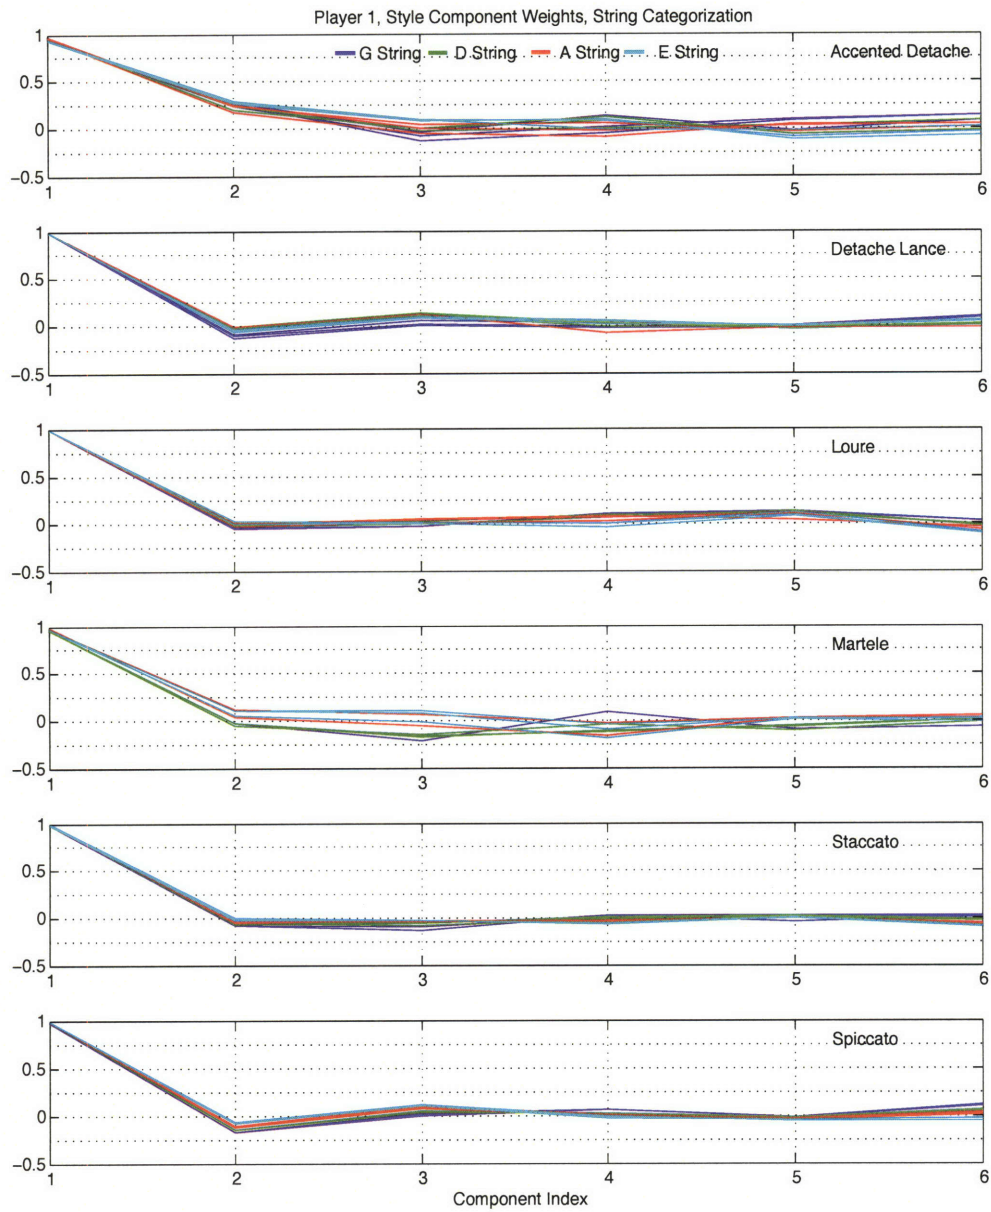 Player 1, Style Component Weights, String Categorization
G String D String A String E String Accented Detache
1
0.5
0
−0.5
1 2 3 4 5 6
Detache Lance
1
0.5
0
−0.5
1 2 3 4 5 6
Loure
1
0.5
0
−0.5
1 2 3 4 5 6
Martele
1
0.5
0
−0.5
1 2 3 4 5 6
Staccato
1
0.5
0
−0.5
1 2 3 4 5 6
Spiccato
1
0.5
0
−0.5
1 2 3 4 5 6
Component Index